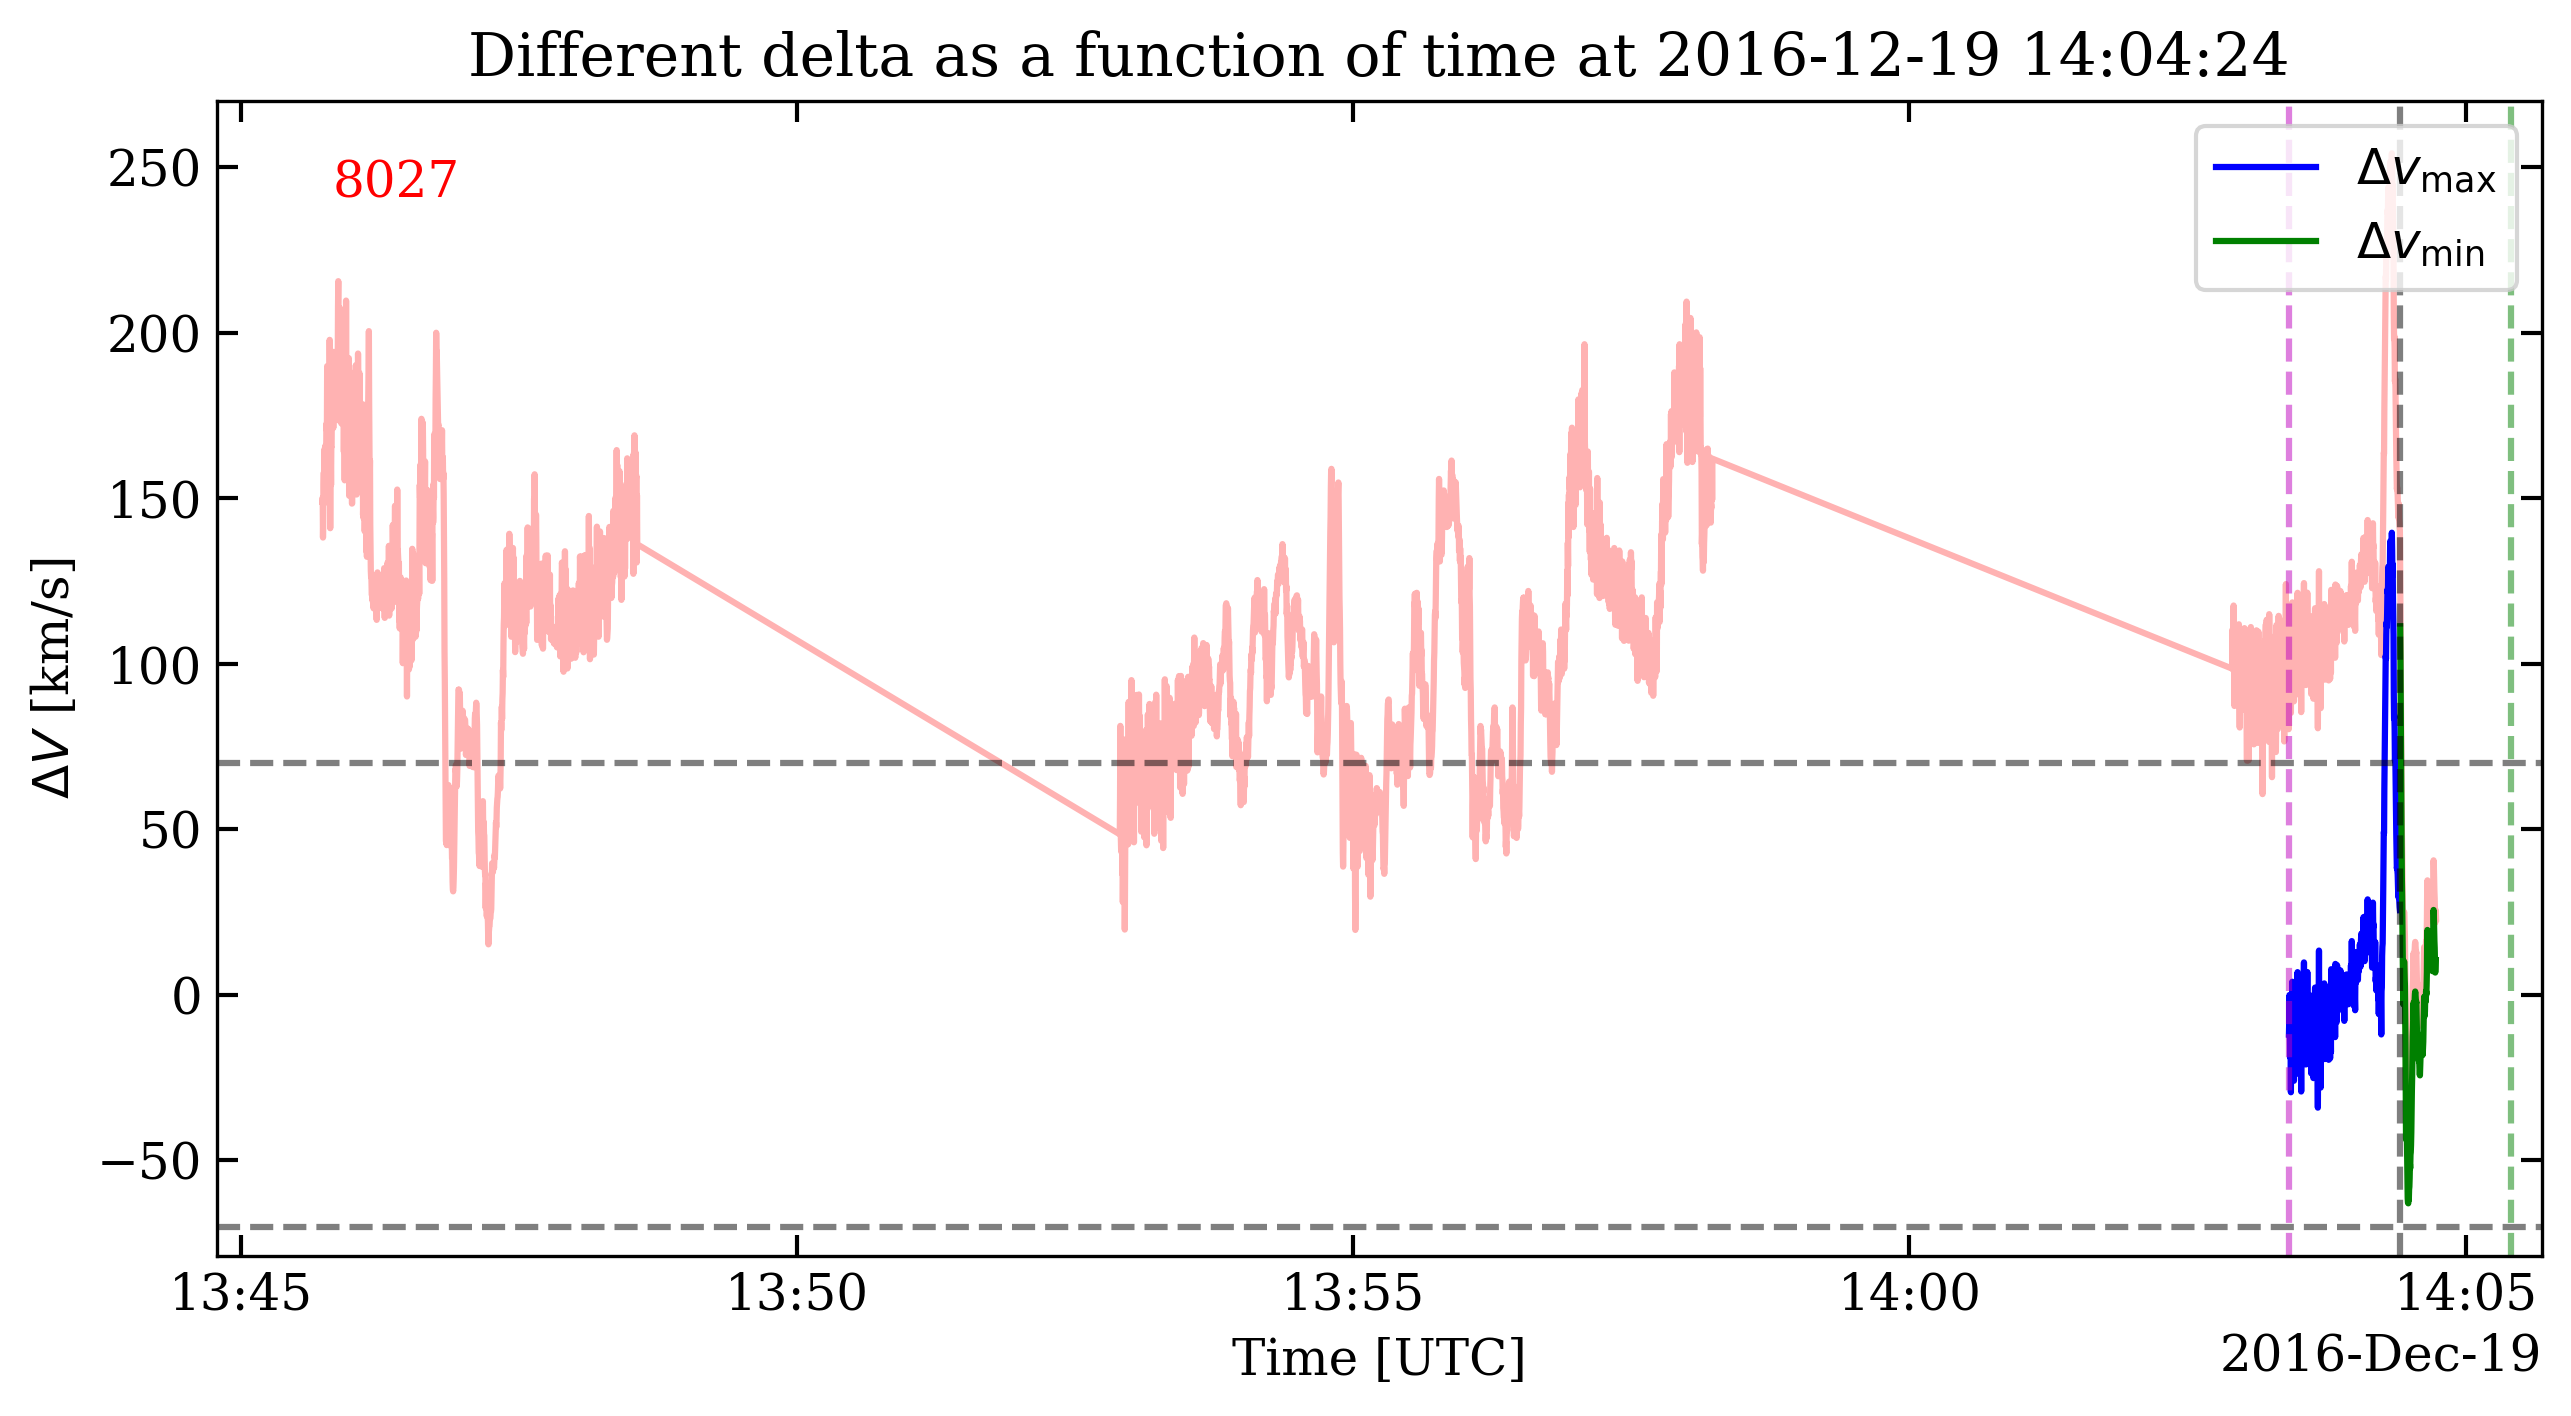 Different delta as a function of time at 2016-12-19 14:04:24
250
200
150
100
50
0
−50
ΔV [km/s]
8027
Δv_max
Δv_min
13:45
13:50
13:55
14:00
14:05
Time [UTC]
2016-Dec-19